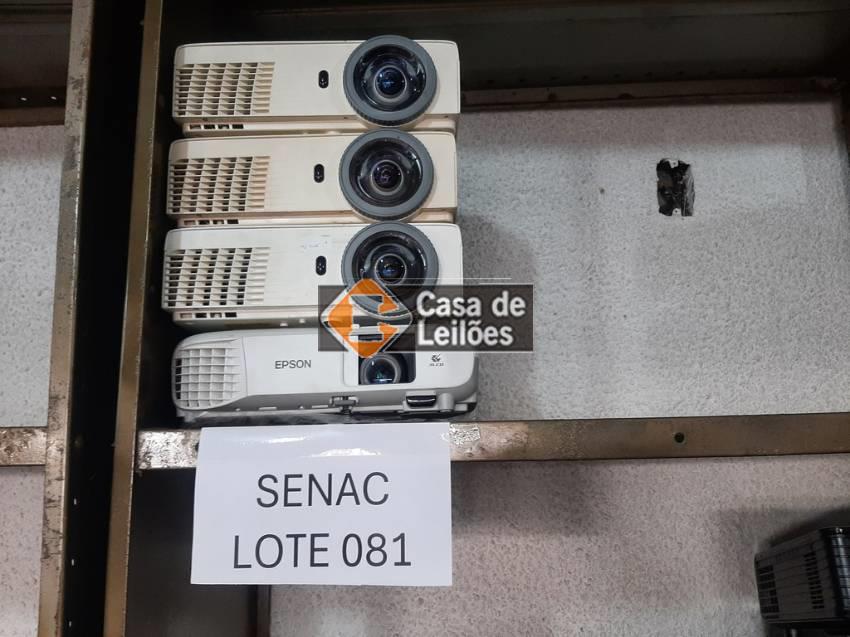 Casa de
Leilões
EPSON
SENAC
LOTE 081